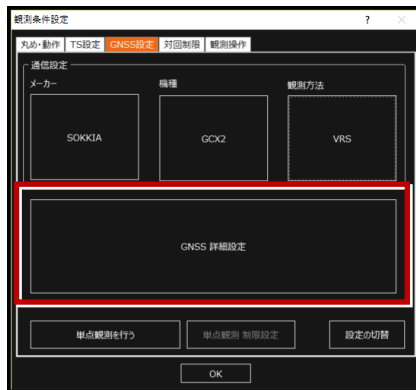 観測条件設定 ? ×
丸め・動作 TS設定 GNSS設定 対回制限 観測操作
通信設定
メーカー 機種 観測方法
SOKKIA GCX2 VRS
GNSS 詳細設定
単点観測を行う 単点観測 制限設定 設定の切替
OK